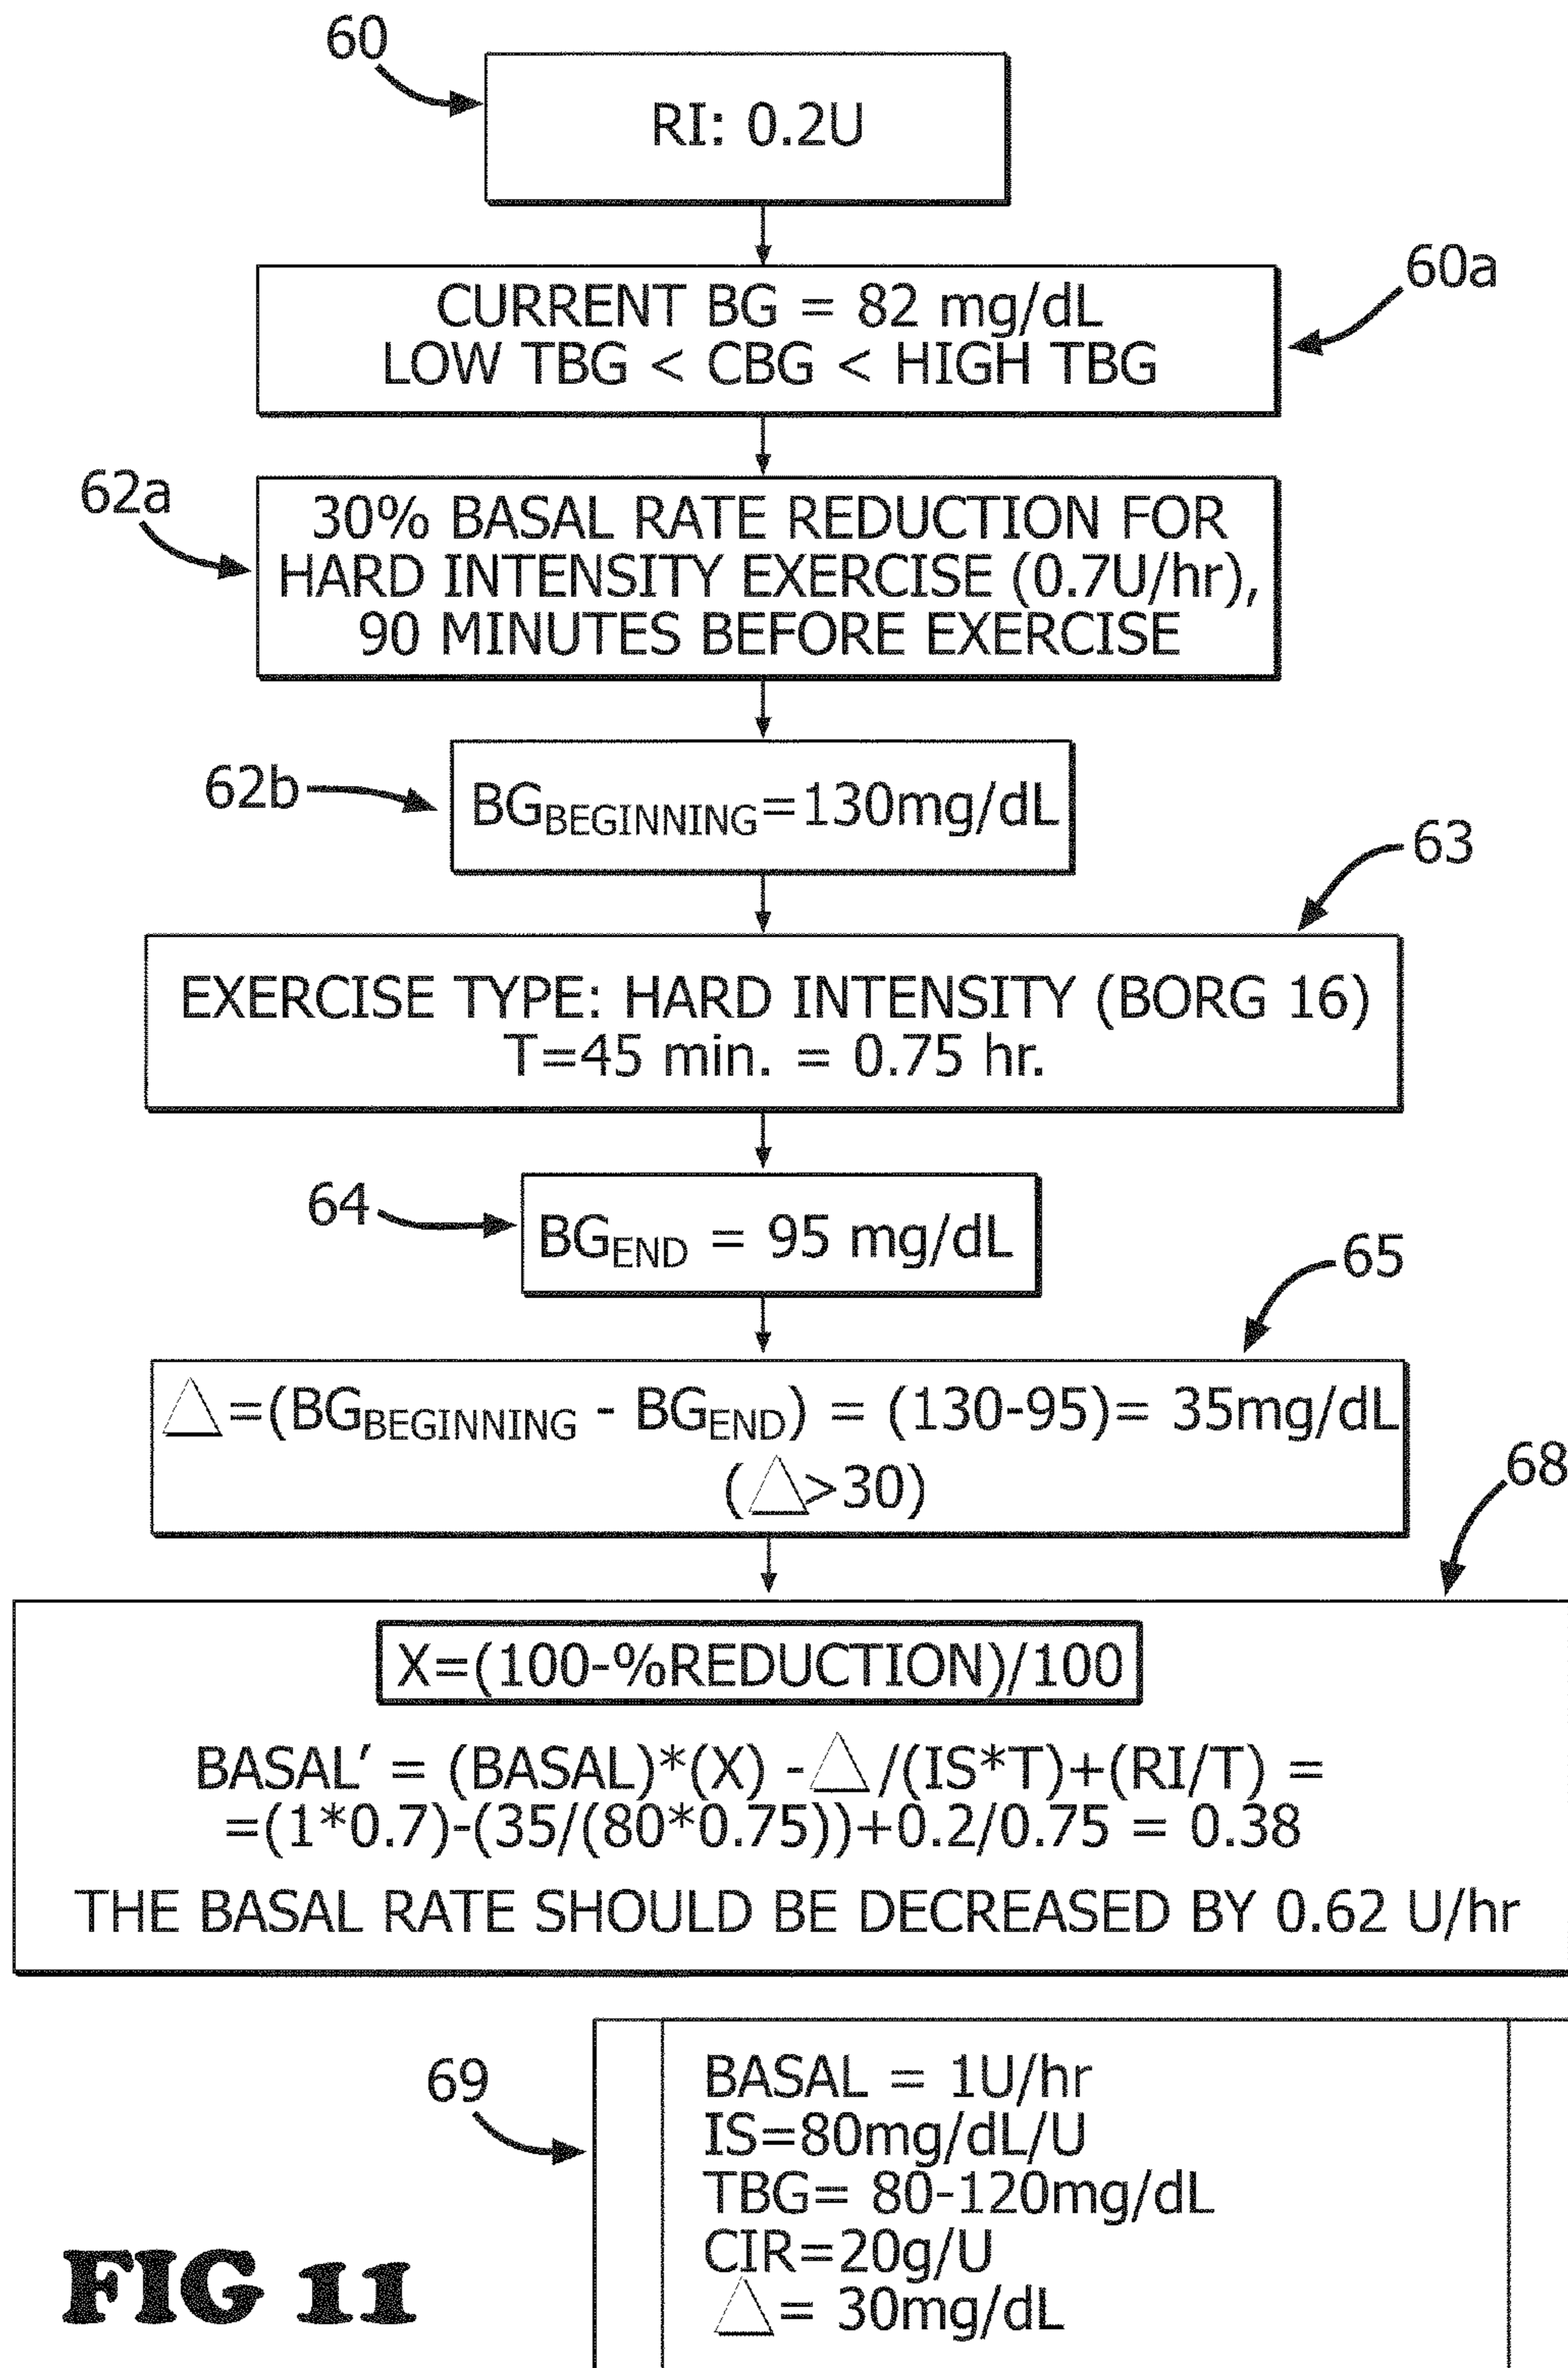 60
RI: 0.2U
60a
CURRENT BG = 82 mg/dL
LOW TBG < CBG < HIGH TBG
62a
30% BASAL RATE REDUCTION FOR
HARD INTENSITY EXERCISE (0.7U/hr),
90 MINUTES BEFORE EXERCISE
62b
BG_BEGINNING=130mg/dL
63
EXERCISE TYPE: HARD INTENSITY (BORG 16)
T=45 min. = 0.75 hr.
64
BG_END = 95 mg/dL
65
△=(BG_BEGINNING - BG_END) = (130-95)= 35mg/dL
(△>30)
68
X=(100-%REDUCTION)/100
BASAL' = (BASAL)*(X) -△/(IS*T)+(RI/T) =
=(1*0.7)-(35/(80*0.75))+0.2/0.75 = 0.38
THE BASAL RATE SHOULD BE DECREASED BY 0.62 U/hr
69
BASAL = 1U/hr
IS=80mg/dL/U
TBG= 80-120mg/dL
CIR=20g/U
△= 30mg/dL
FIG 11